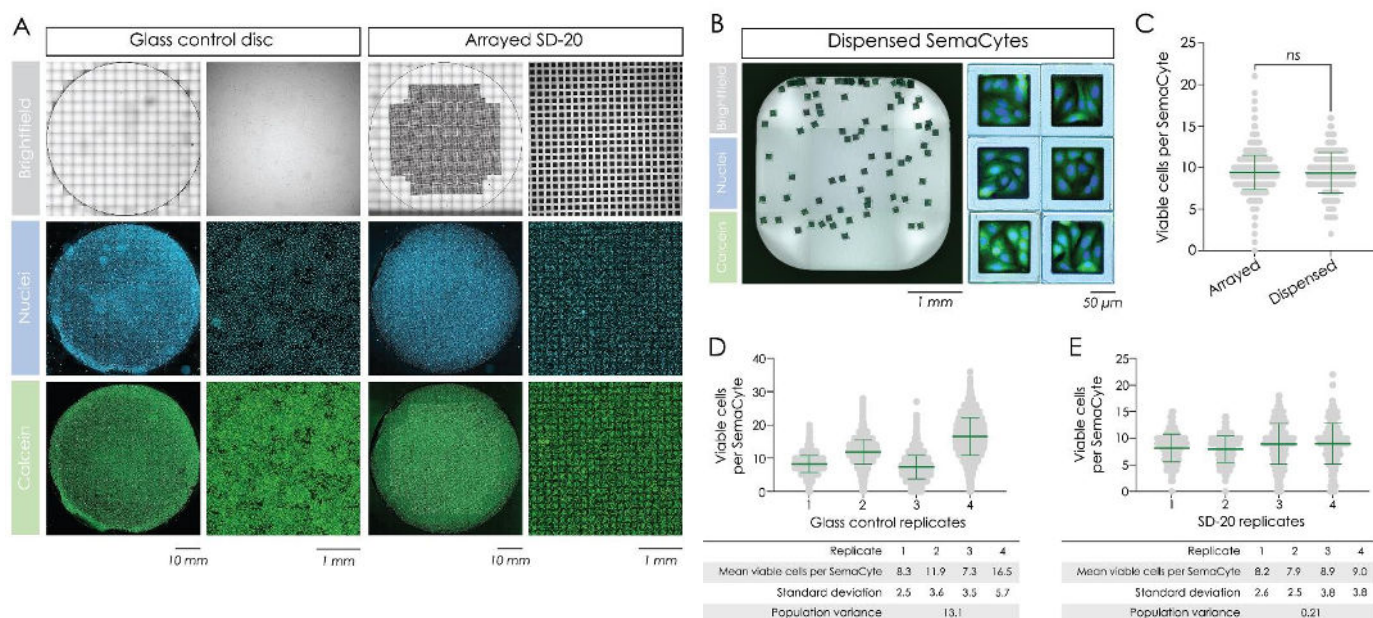 A
Glass control disc
Arrayed SD-20
Brightfield
Nuclei
Calcein
10 mm
1 mm
10 mm
1 mm
B
Dispensed SemaCytes
Brightfield
Nuclei
Calcein
1 mm
50 µm
C
Viable cells per SemaCyte
25
20
15
10
5
0
ns
Arrayed
Dispensed
D
Viable cells
per SemaCyte
40
30
20
10
0
1 2 3 4
Glass control replicates
Replicate 1 2 3 4
Mean viable cells per SemaCyte 8.3 11.9 7.3 16.5
Standard deviation 2.5 3.6 3.5 5.7
Population variance 13.1
E
Viable cells
per SemaCyte
25
20
15
10
5
0
1 2 3 4
SD-20 replicates
Replicate 1 2 3 4
Mean viable cells per SemaCyte 8.2 7.9 8.9 9.0
Standard deviation 2.6 2.5 3.8 3.8
Population variance 0.21